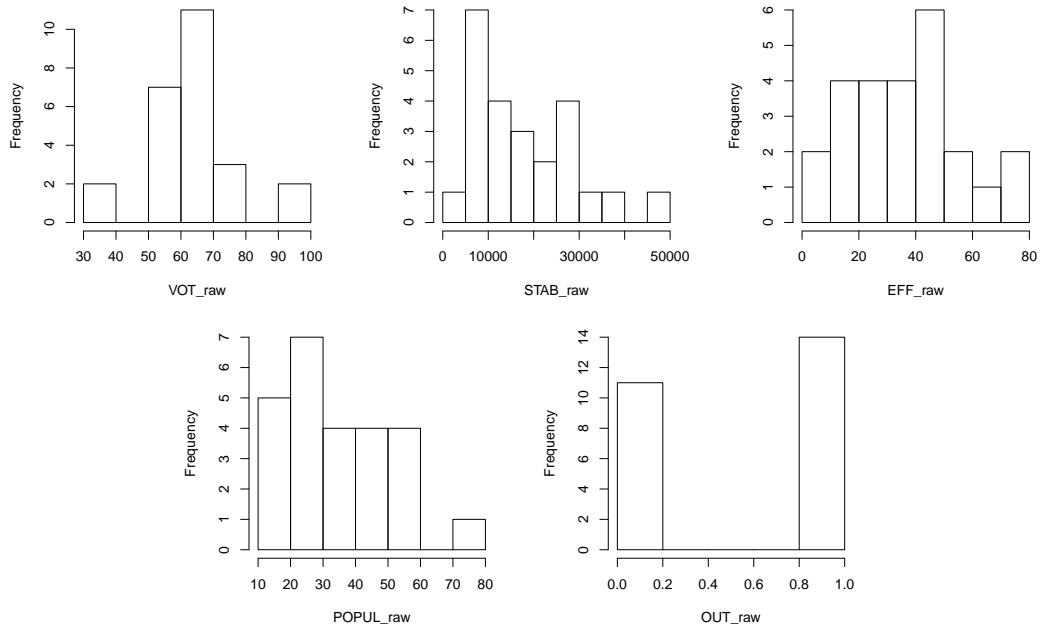 Frequency
0 2 4 6 8 10
30 40 50 60 70 80 90 100
VOT_raw
Frequency
0 1 2 3 4 5 6 7
0 10000 30000 50000
STAB_raw
Frequency
0 1 2 3 4 5 6
0 20 40 60 80
EFF_raw
Frequency
0 1 2 3 4 5 6 7
10 20 30 40 50 60 70 80
POPUL_raw
Frequency
0 2 4 6 8 10 12 14
0.0 0.2 0.4 0.6 0.8 1.0
OUT_raw